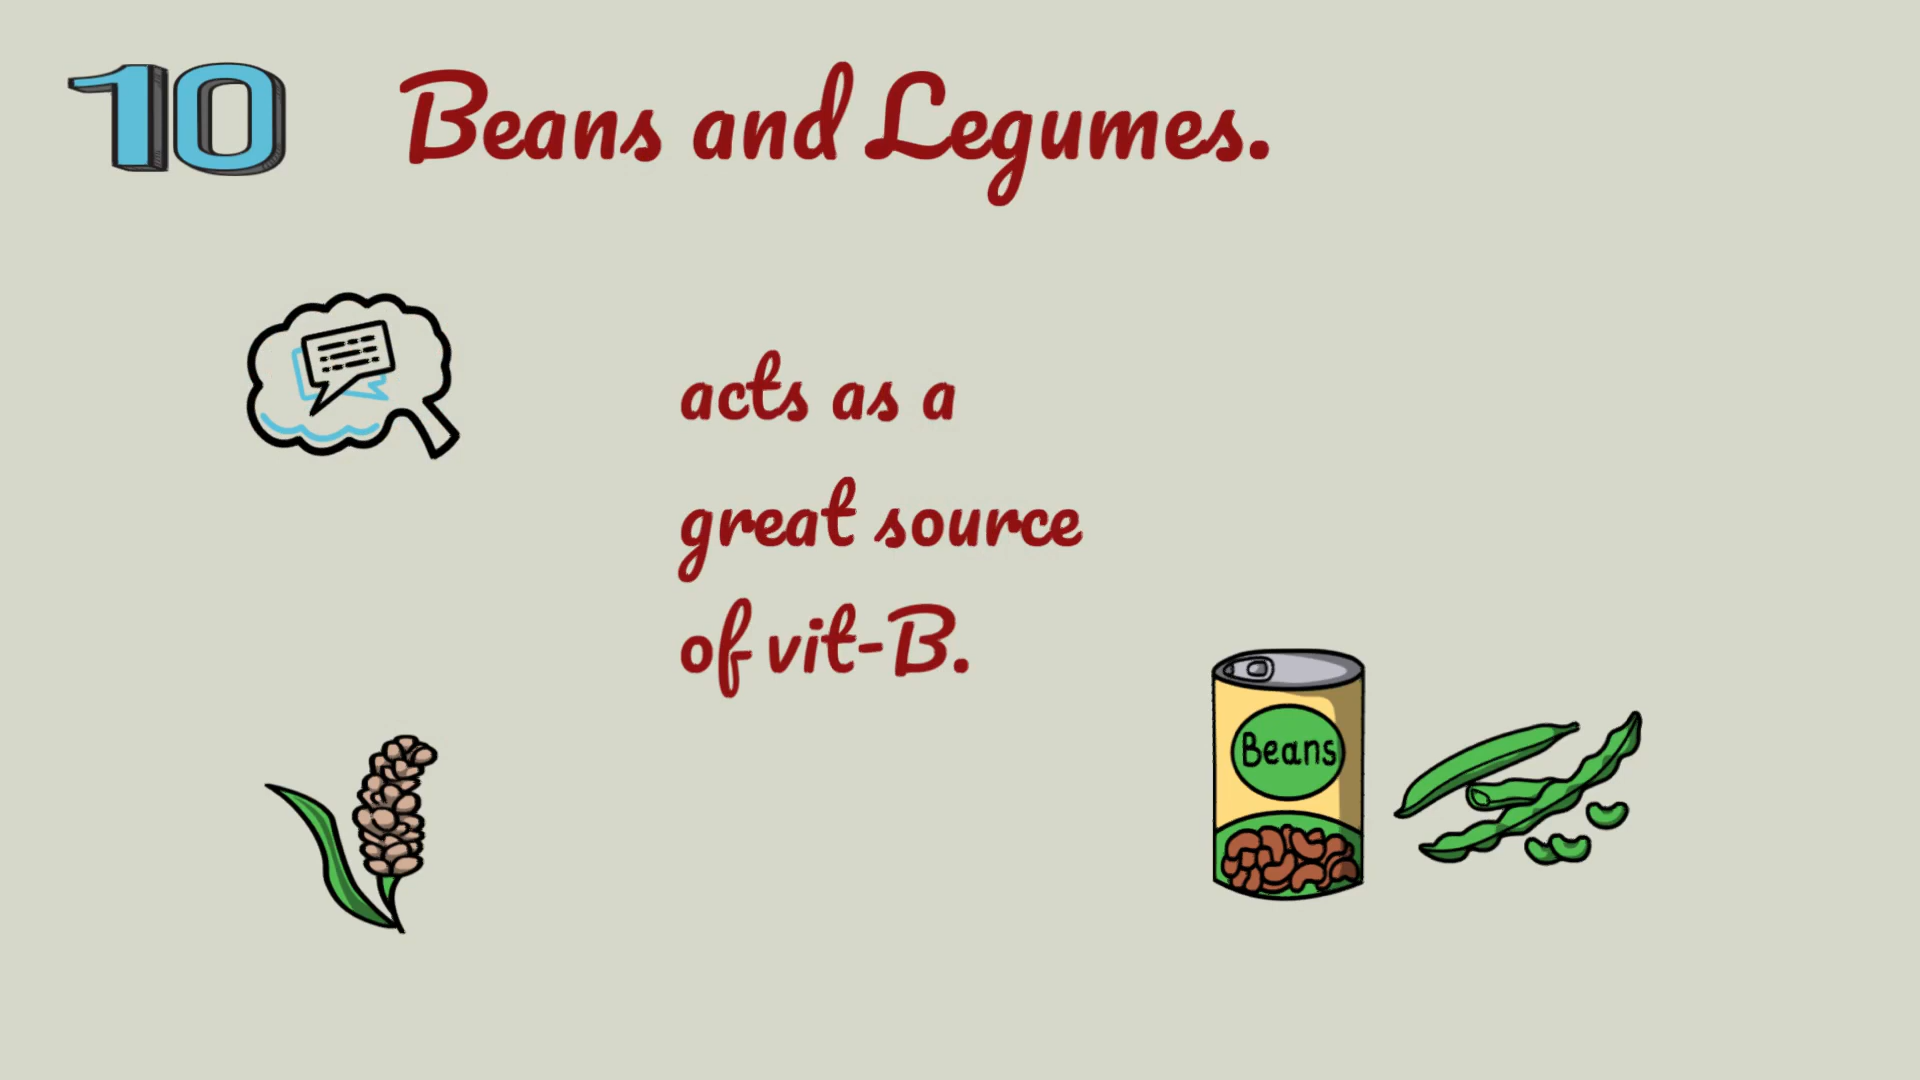 10 Beans and Legumes.
acts as a
great source
of vit-B.
Beans